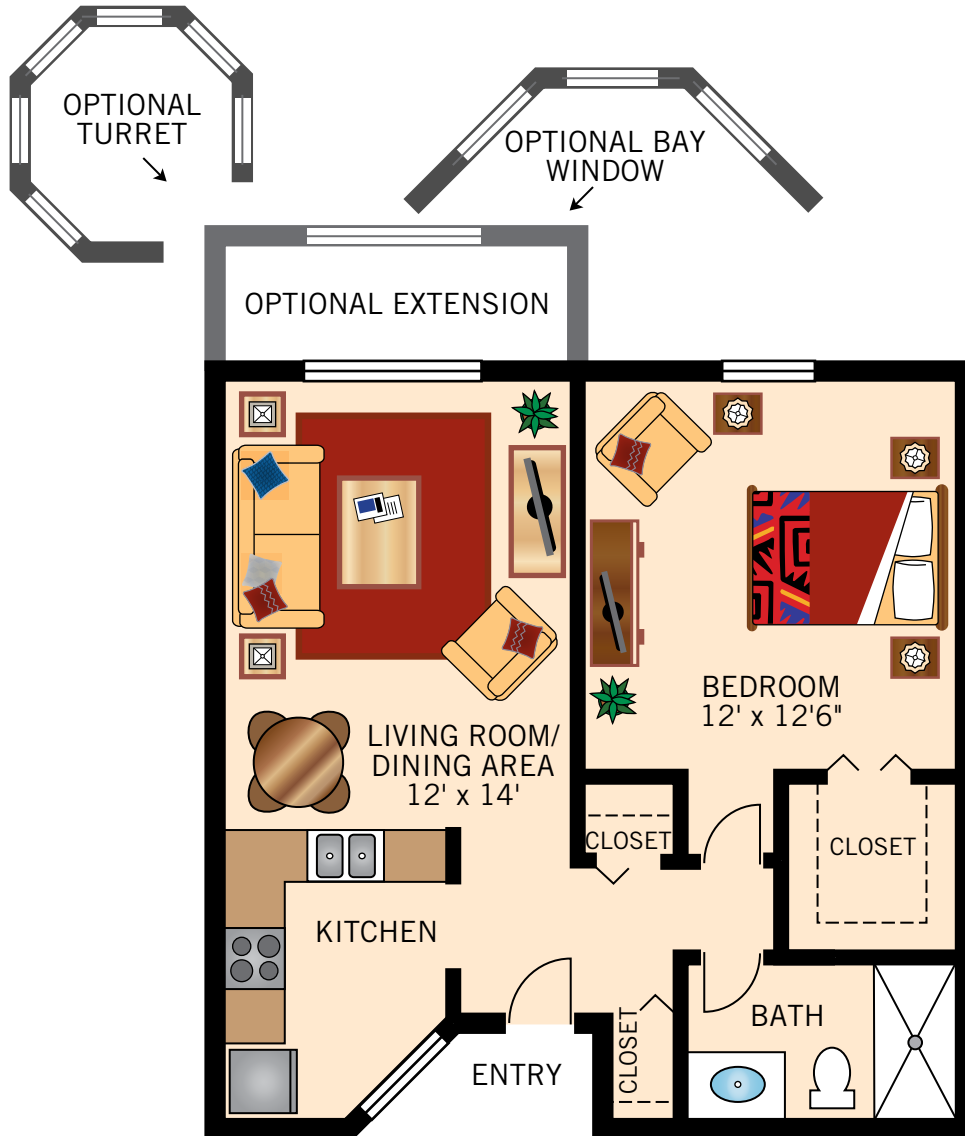 OPTIONAL
TURRET
OPTIONAL BAY
WINDOW
OPTIONAL EXTENSION
BEDROOM
12' x 12'6"
LIVING ROOM/
DINING AREA
12' x 14'
CLOSET
CLOSET
KITCHEN
BATH
CLOSET
ENTRY